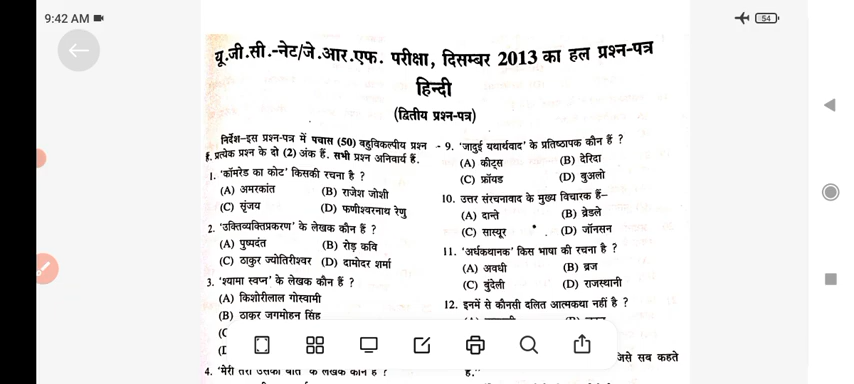 9:42 AM
54
यू.जी.सी.-नेट/जे.आर.एफ. परीक्षा, दिसम्बर 2013 का हल प्रश्न-पत्र
हिन्दी
(द्वितीय प्रश्न-पत्र)
निर्देश–इस प्रश्न-पत्र में पचास (50) बहुविकल्पीय प्रश्न
हैं. प्रत्येक प्रश्न के दो (2) अंक हैं. सभी प्रश्न अनिवार्य हैं.
1. 'कॉमरेड का कोट' किसकी रचना है ?
(A) अमरकांत (B) राजेश जोशी
(C) सृंजय (D) फणीश्वरनाथ रेणु
2. 'उक्तिव्यक्तिप्रकरण' के लेखक कौन हैं ?
(A) पुष्पदंत (B) रोड़ कवि
(C) ठाकुर ज्योतिरीश्वर (D) दामोदर शर्मा
3. 'श्यामा स्वप्न' के लेखक कौन हैं ?
(A) किशोरीलाल गोस्वामी
(B) ठाकुर जगमोहन सिंह
(C
4. 'मेरी तेरी उसकी बात' के लेखक कौन हैं ?
9. 'जादुई यथार्थवाद' के प्रतिष्ठापक कौन हैं ?
(A) कीट्स (B) देरिदा
(C) फ्रॉयड (D) बुअलो
10. उत्तर संरचनावाद के मुख्य विचारक हैं–
(A) दान्ते (B) ब्रेडले
(C) सास्यूर (D) जॉनसन
11. 'अर्धकथानक' किस भाषा की रचना है ?
(A) अवधी (B) ब्रज
(C) बुंदेली (D) राजस्थानी
12. इनमें से कौनसी दलित आत्मकथा नहीं है ?
जिसे सब कहते
हैं."